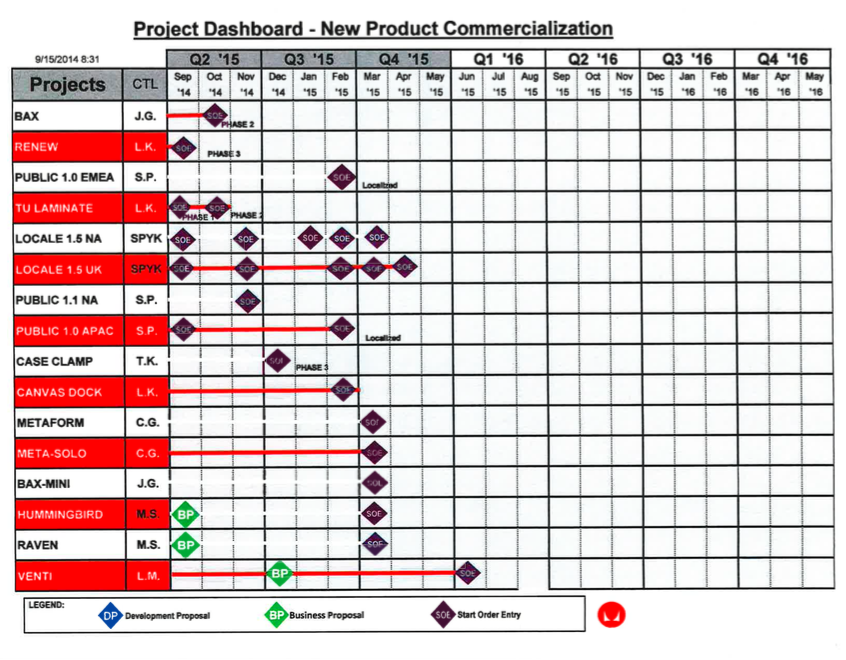 Project Dashboard - New Product Commercialization
9/15/2014 8:31
Q2 '15 Q3 '15 Q4 '15 Q1 '16 Q2 '16 Q3 '16 Q4 '16
Projects CTL Sep Oct Nov Dec Jan Feb Mar Apr May Jun Jul Aug Sep Oct Nov Dec Jan Feb Mar Apr May
'14 '14 '14 '14 '15 '15 '15 '15 '15 '15 '15 '15 '15 '15 '15 '15 '16 '16 '16 '16 '16
BAX J.G. SOE PHASE 2
RENEW L.K. SOE PHASE 3
PUBLIC 1.0 EMEA S.P. SOE Localized
TU LAMINATE L.K. SOE SOE
PHASE 1 PHASE 2
LOCALE 1.5 NA SPYK SOE SOE SOE SOE SOE
LOCALE 1.5 UK SPYK SOE SOE SOE SOE SOE
PUBLIC 1.1 NA S.P. SOE
PUBLIC 1.0 APAC S.P. SOE SOE Localized
CASE CLAMP T.K. SOE PHASE 3
CANVAS DOCK L.K. SOE
METAFORM C.G. SOE
META-SOLO C.G. SOE
BAX-MINI J.G. SOE
HUMMINGBIRD M.S. BP SOE
RAVEN M.S. BP SOE
VENTI L.M. BP SOE
LEGEND:
DP Development Proposal BP Business Proposal SOE Start Order Entry